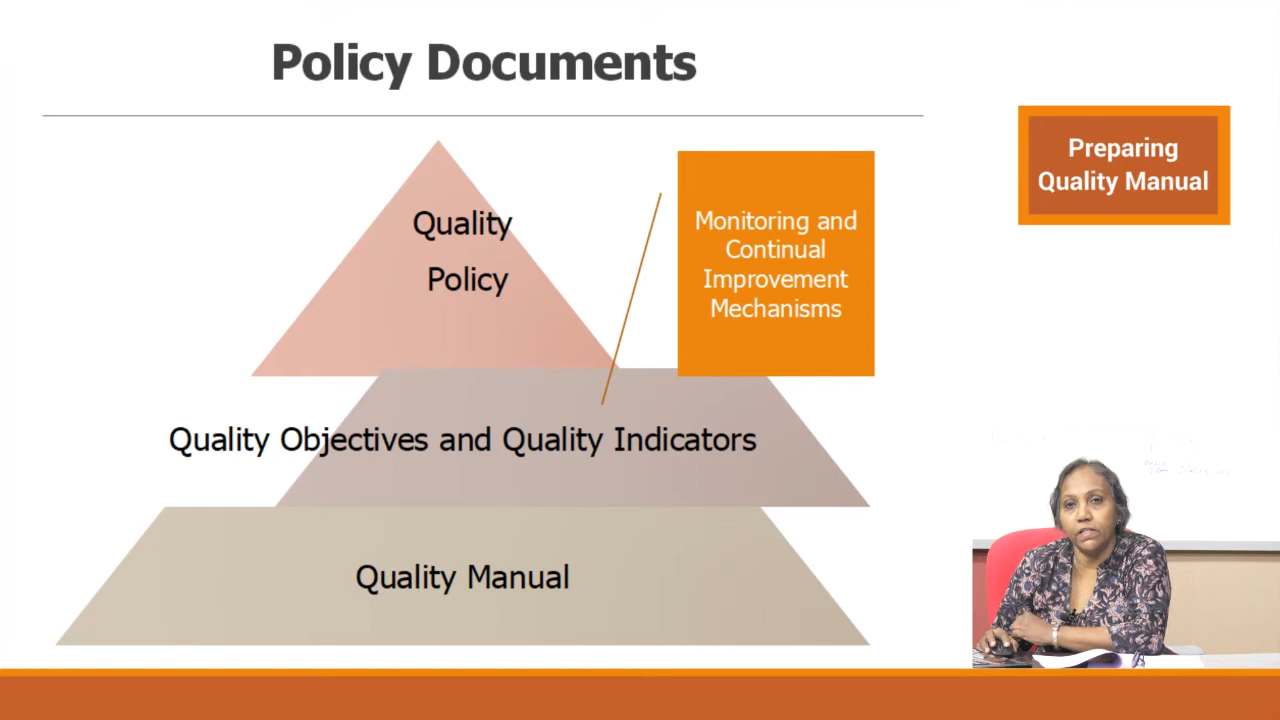 Policy Documents
Quality
Policy
Monitoring and
Continual
Improvement
Mechanisms
Preparing
Quality Manual
Quality Objectives and Quality Indicators
Quality Manual